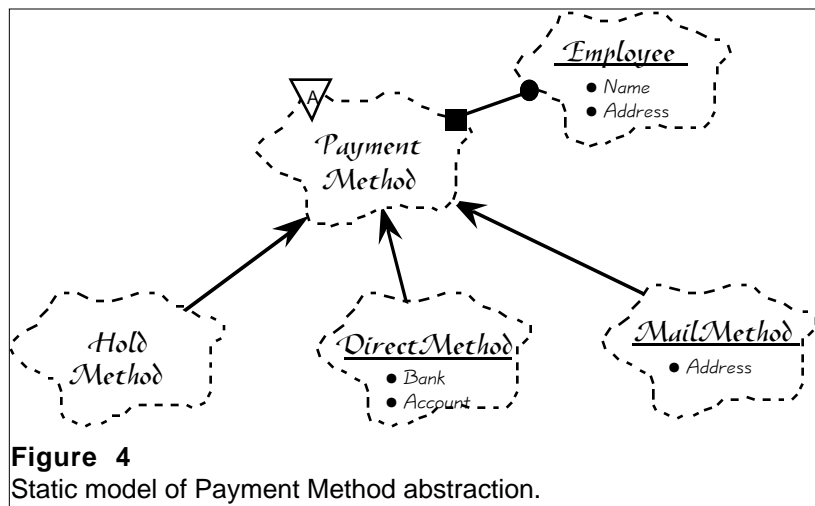 Employee
• Name
• Address
A
Payment
Method
Hold
Method
DirectMethod
• Bank
• Account
MailMethod
• Address
Figure 4
Static model of Payment Method abstraction.